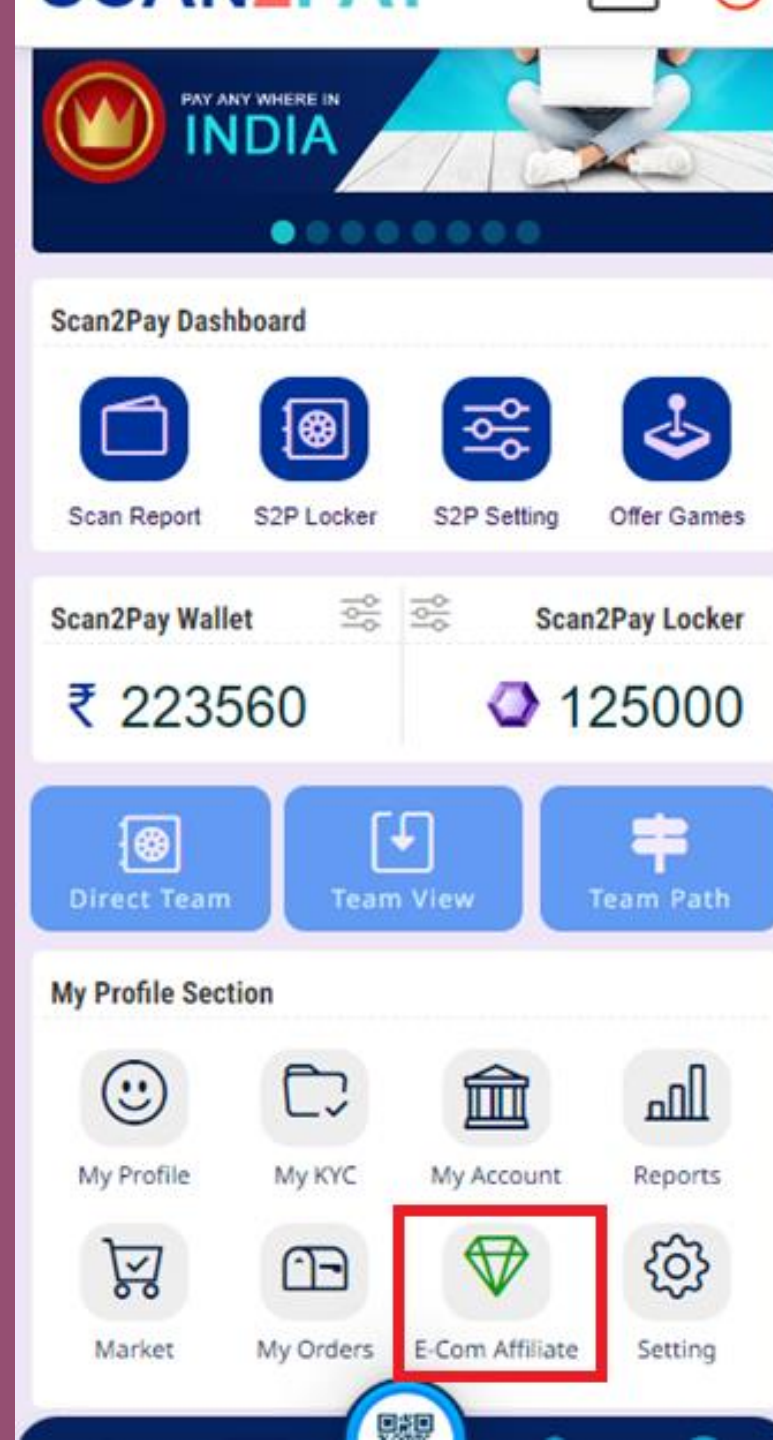 SCAN2PAY
PAY ANY WHERE IN
INDIA
Scan2Pay Dashboard
Scan Report S2P Locker S2P Setting Offer Games
Scan2Pay Wallet Scan2Pay Locker
₹ 223560 125000
Direct Team Team View Team Path
My Profile Section
My Profile My KYC My Account Reports
Market My Orders E-Com Affiliate Setting